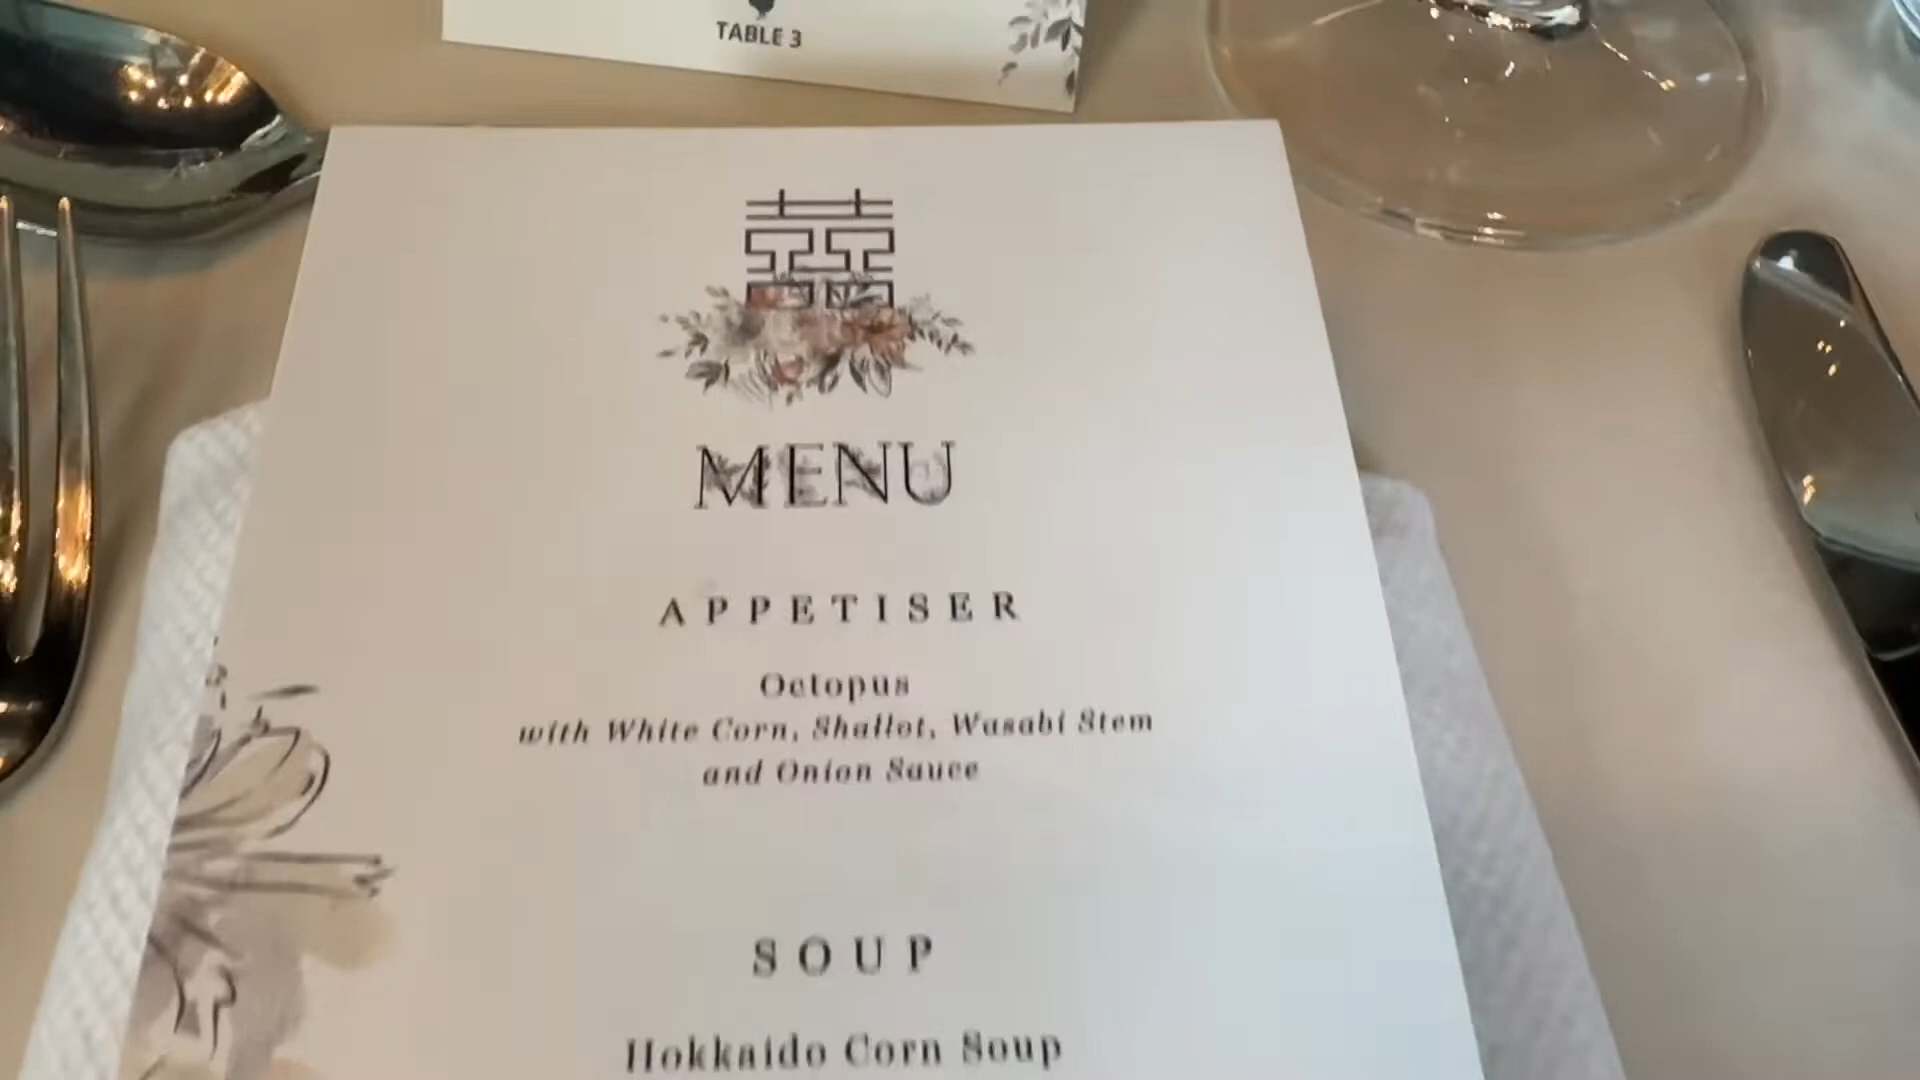 TABLE 3
囍
MENU
APPETISER
Octopus
with White Corn, Shallot, Wasabi Stem
and Onion Sauce
SOUP
Hokkaido Corn Soup